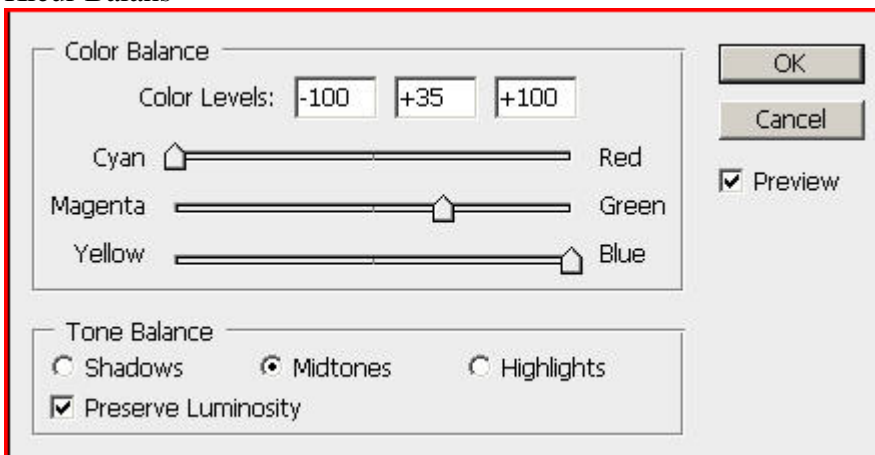 Color Balance
Color Levels: -100 +35 +100
Cyan Red
Magenta Green
Yellow Blue
Tone Balance
Shadows Midtones Highlights
Preserve Luminosity
OK
Cancel
Preview